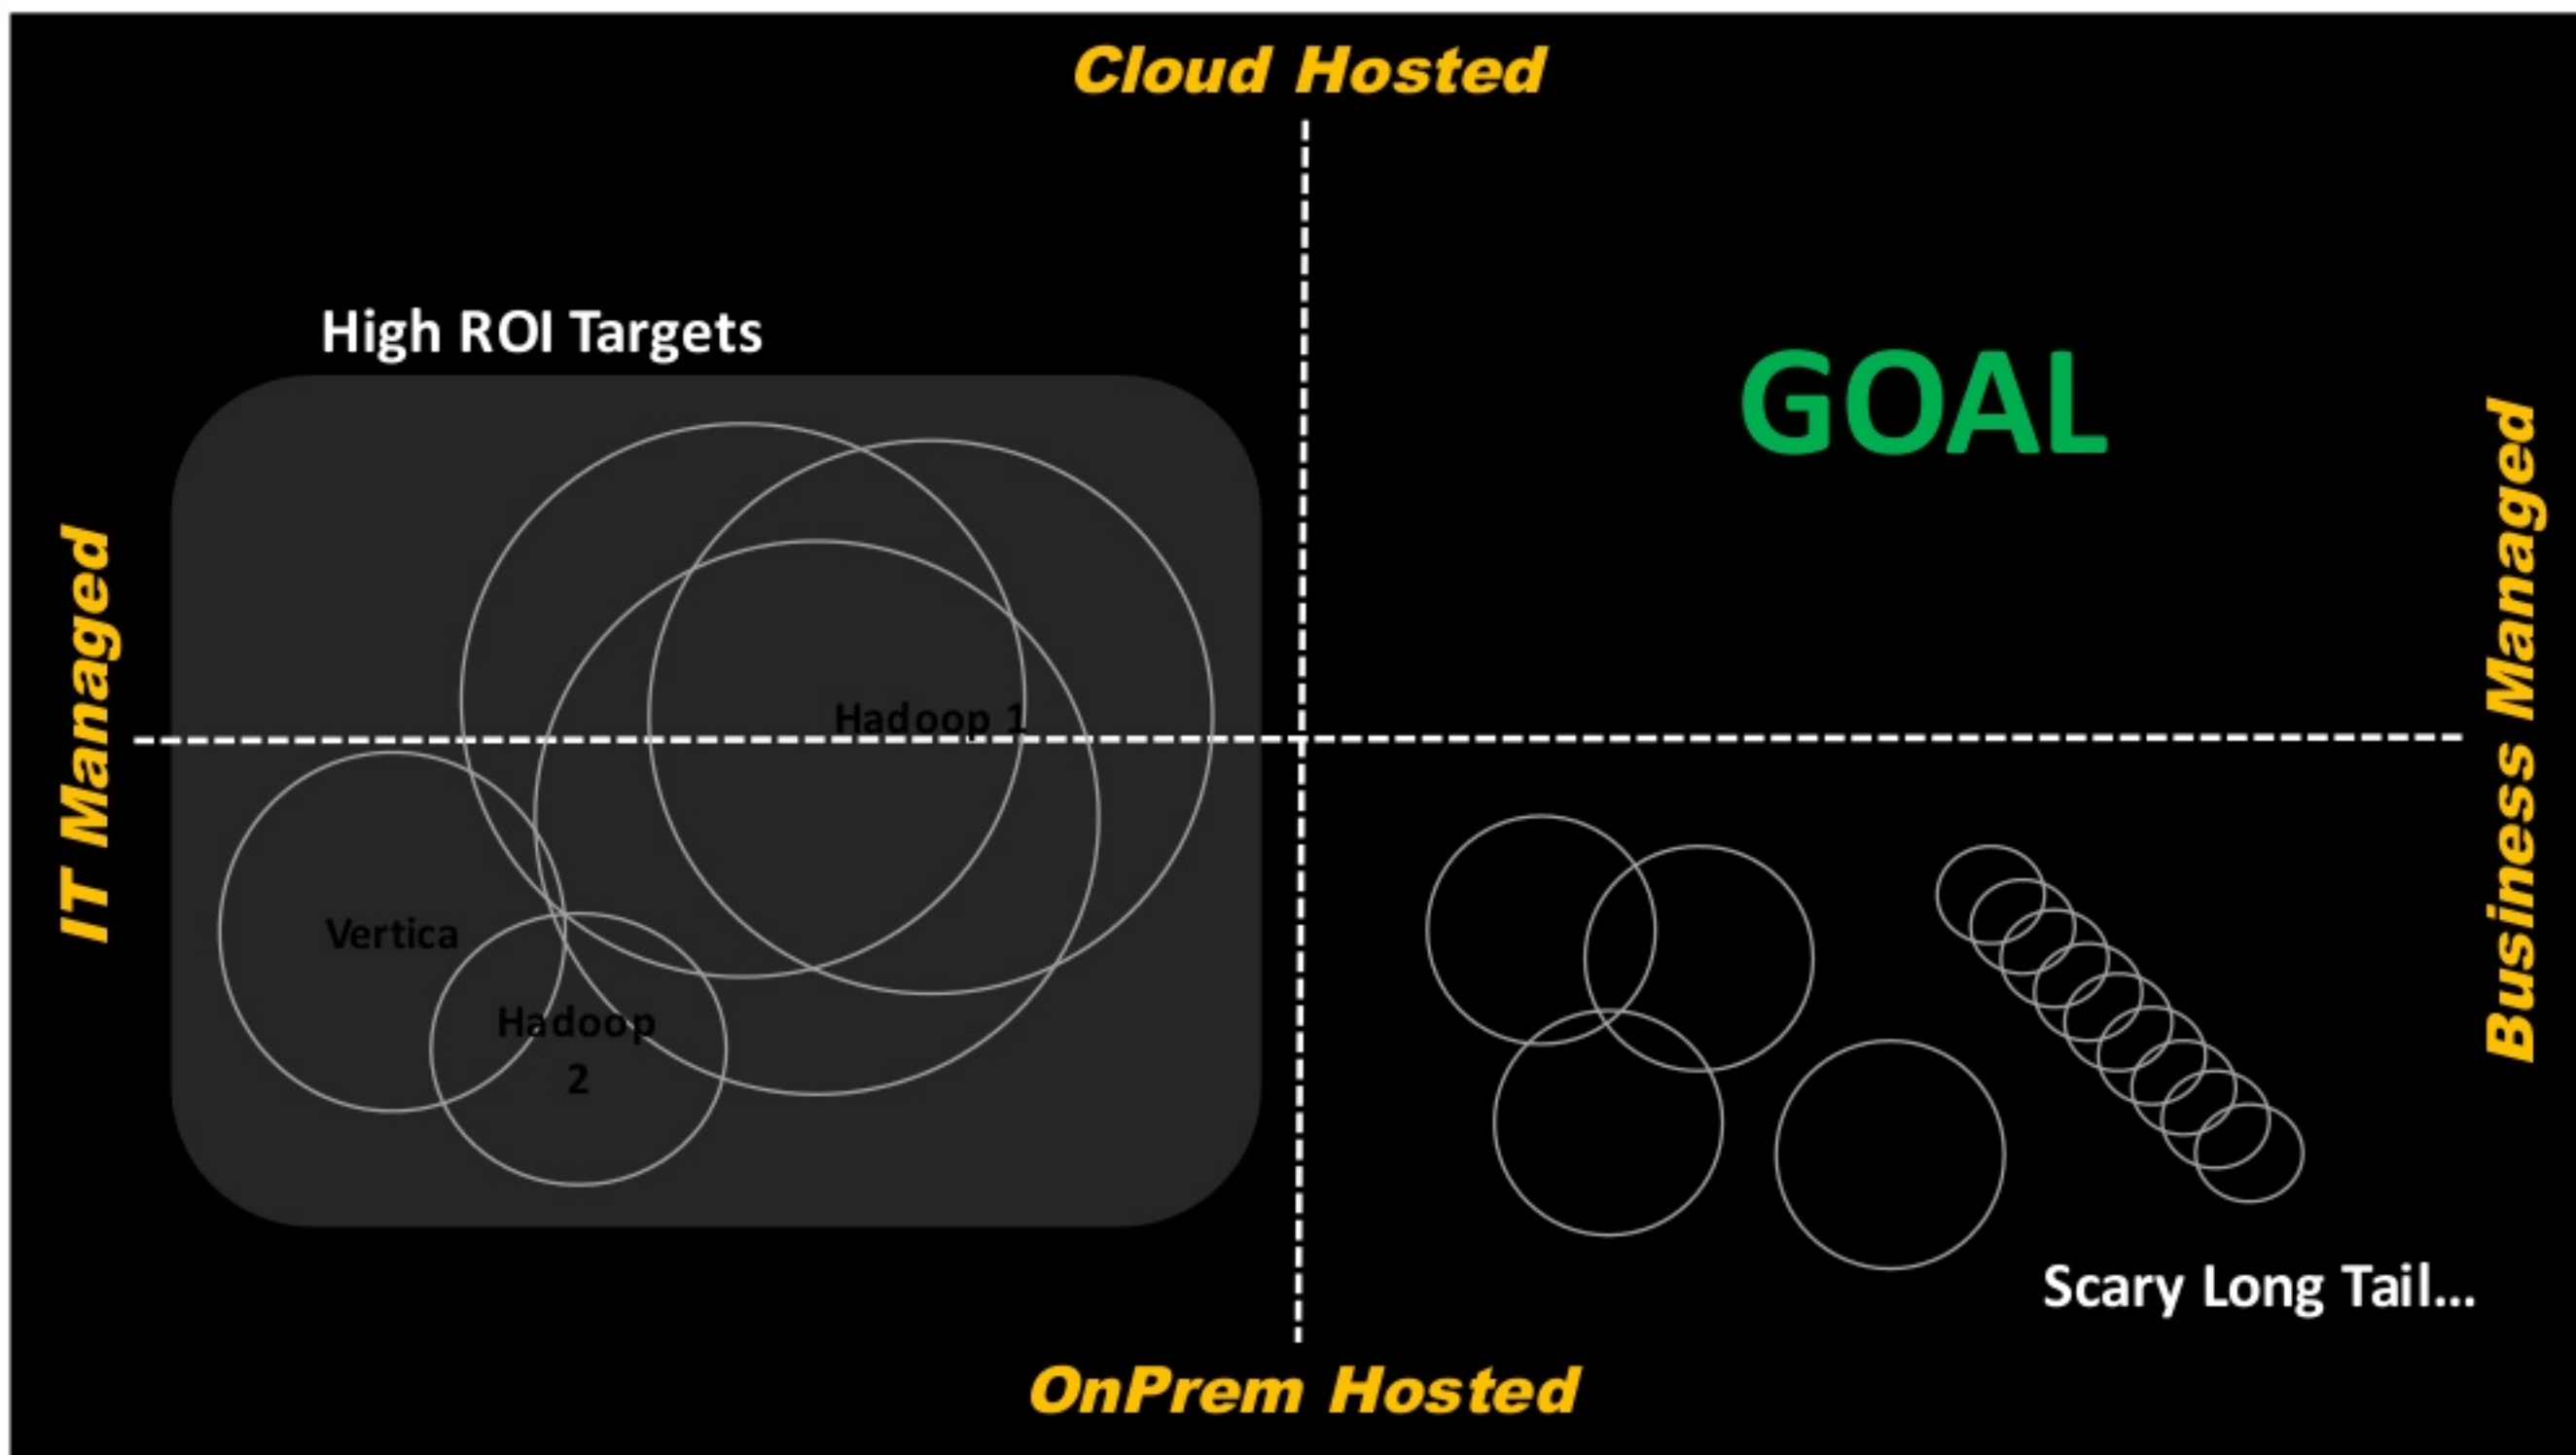 Cloud Hosted
High ROI Targets
GOAL
IT Managed
Business Managed
Hadoop 1
Vertica
Hadoop
2
Scary Long Tail...
OnPrem Hosted